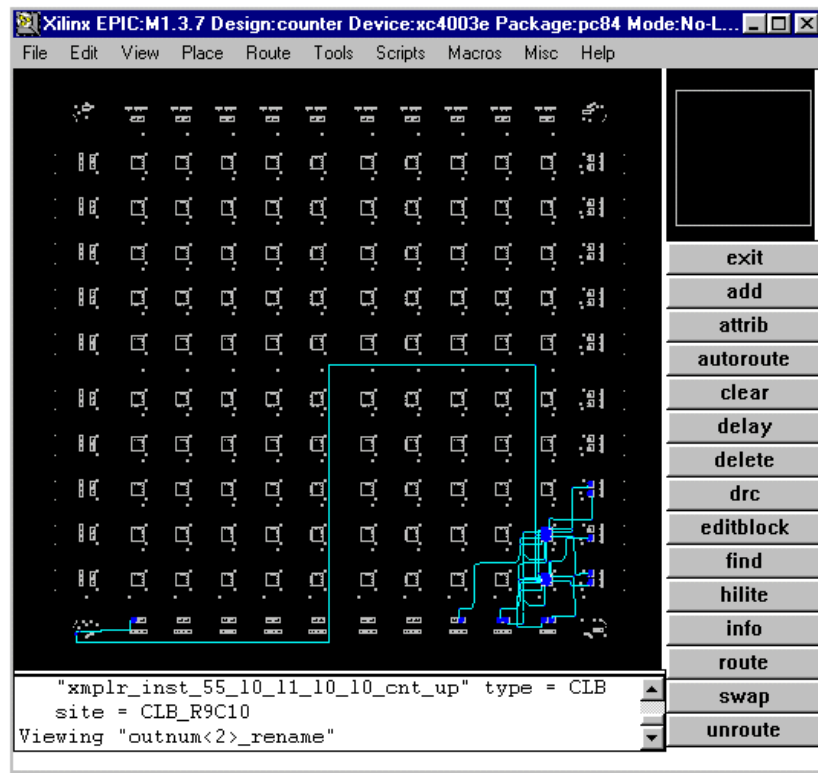 Xilinx EPIC:M1.3.7 Design:counter Device:xc4003e Package:pc84 Mode:No-L...
File Edit View Place Route Tools Scripts Macros Misc Help
exit
add
attrib
autoroute
clear
delay
delete
drc
editblock
find
hilite
info
route
swap
unroute
"xmplr_inst_55_10_11_10_10_cnt_up" type = CLB
site = CLB_R9C10
Viewing "outnum<2>_rename"